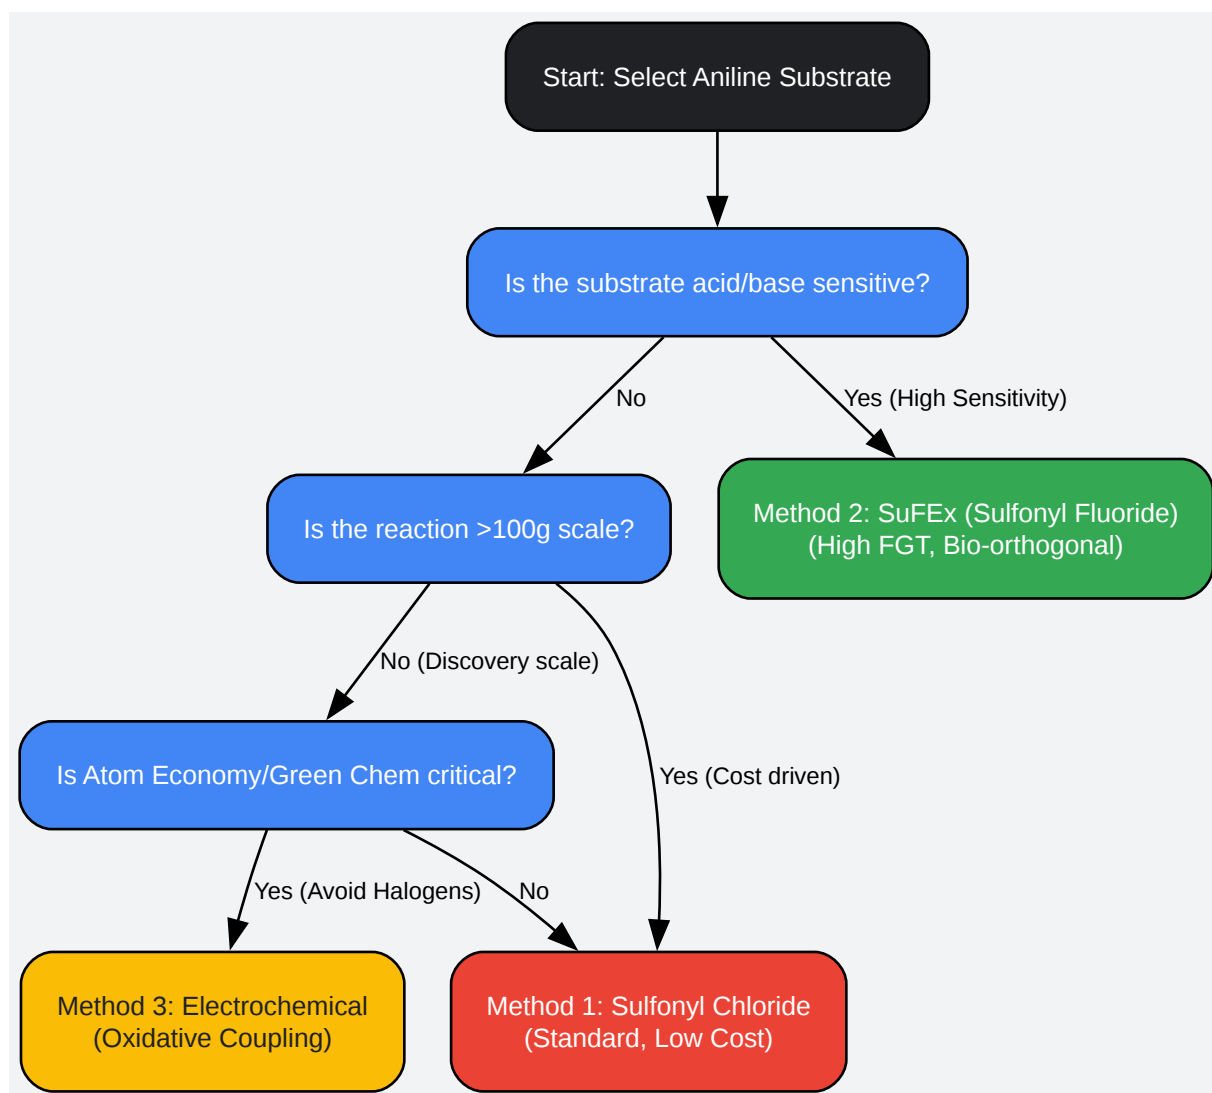 Start: Select Aniline Substrate
Is the substrate acid/base sensitive?
No
Yes (High Sensitivity)
Is the reaction >100g scale?
Method 2: SuFEx (Sulfonyl Fluoride)
(High FGT, Bio-orthogonal)
No (Discovery scale)
Is Atom Economy/Green Chem critical?
Yes (Cost driven)
Yes (Avoid Halogens)
No
Method 3: Electrochemical
(Oxidative Coupling)
Method 1: Sulfonyl Chloride
(Standard, Low Cost)